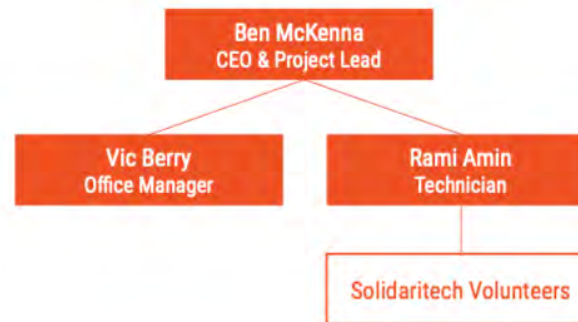 Ben McKenna
CEO & Project Lead
Vic Berry
Office Manager
Rami Amin
Technician
Solidaritech Volunteers